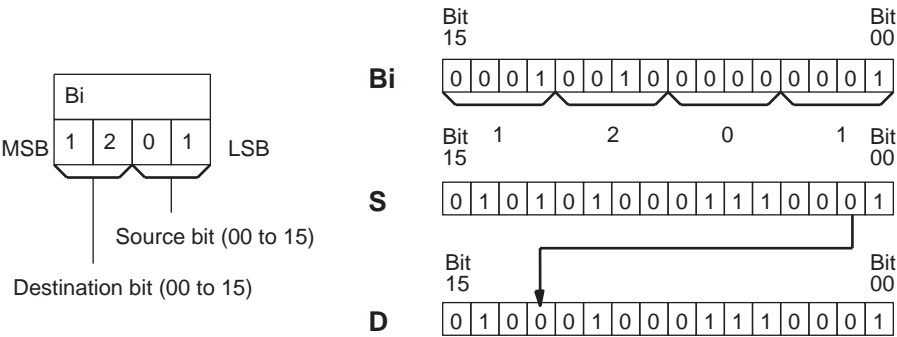 Bi
MSB 1 2 0 1 LSB
Source bit (00 to 15)
Destination bit (00 to 15)
Bit 15 Bit 00
Bi 0 0 0 1 0 0 1 0 0 0 0 0 0 0 0 1
1 2 0 1
Bit 15 Bit 00
S 0 1 0 1 0 1 0 0 0 1 1 1 0 0 0 1
Bit 15 Bit 00
D 0 1 0 0 0 1 0 0 0 1 1 1 0 0 0 1